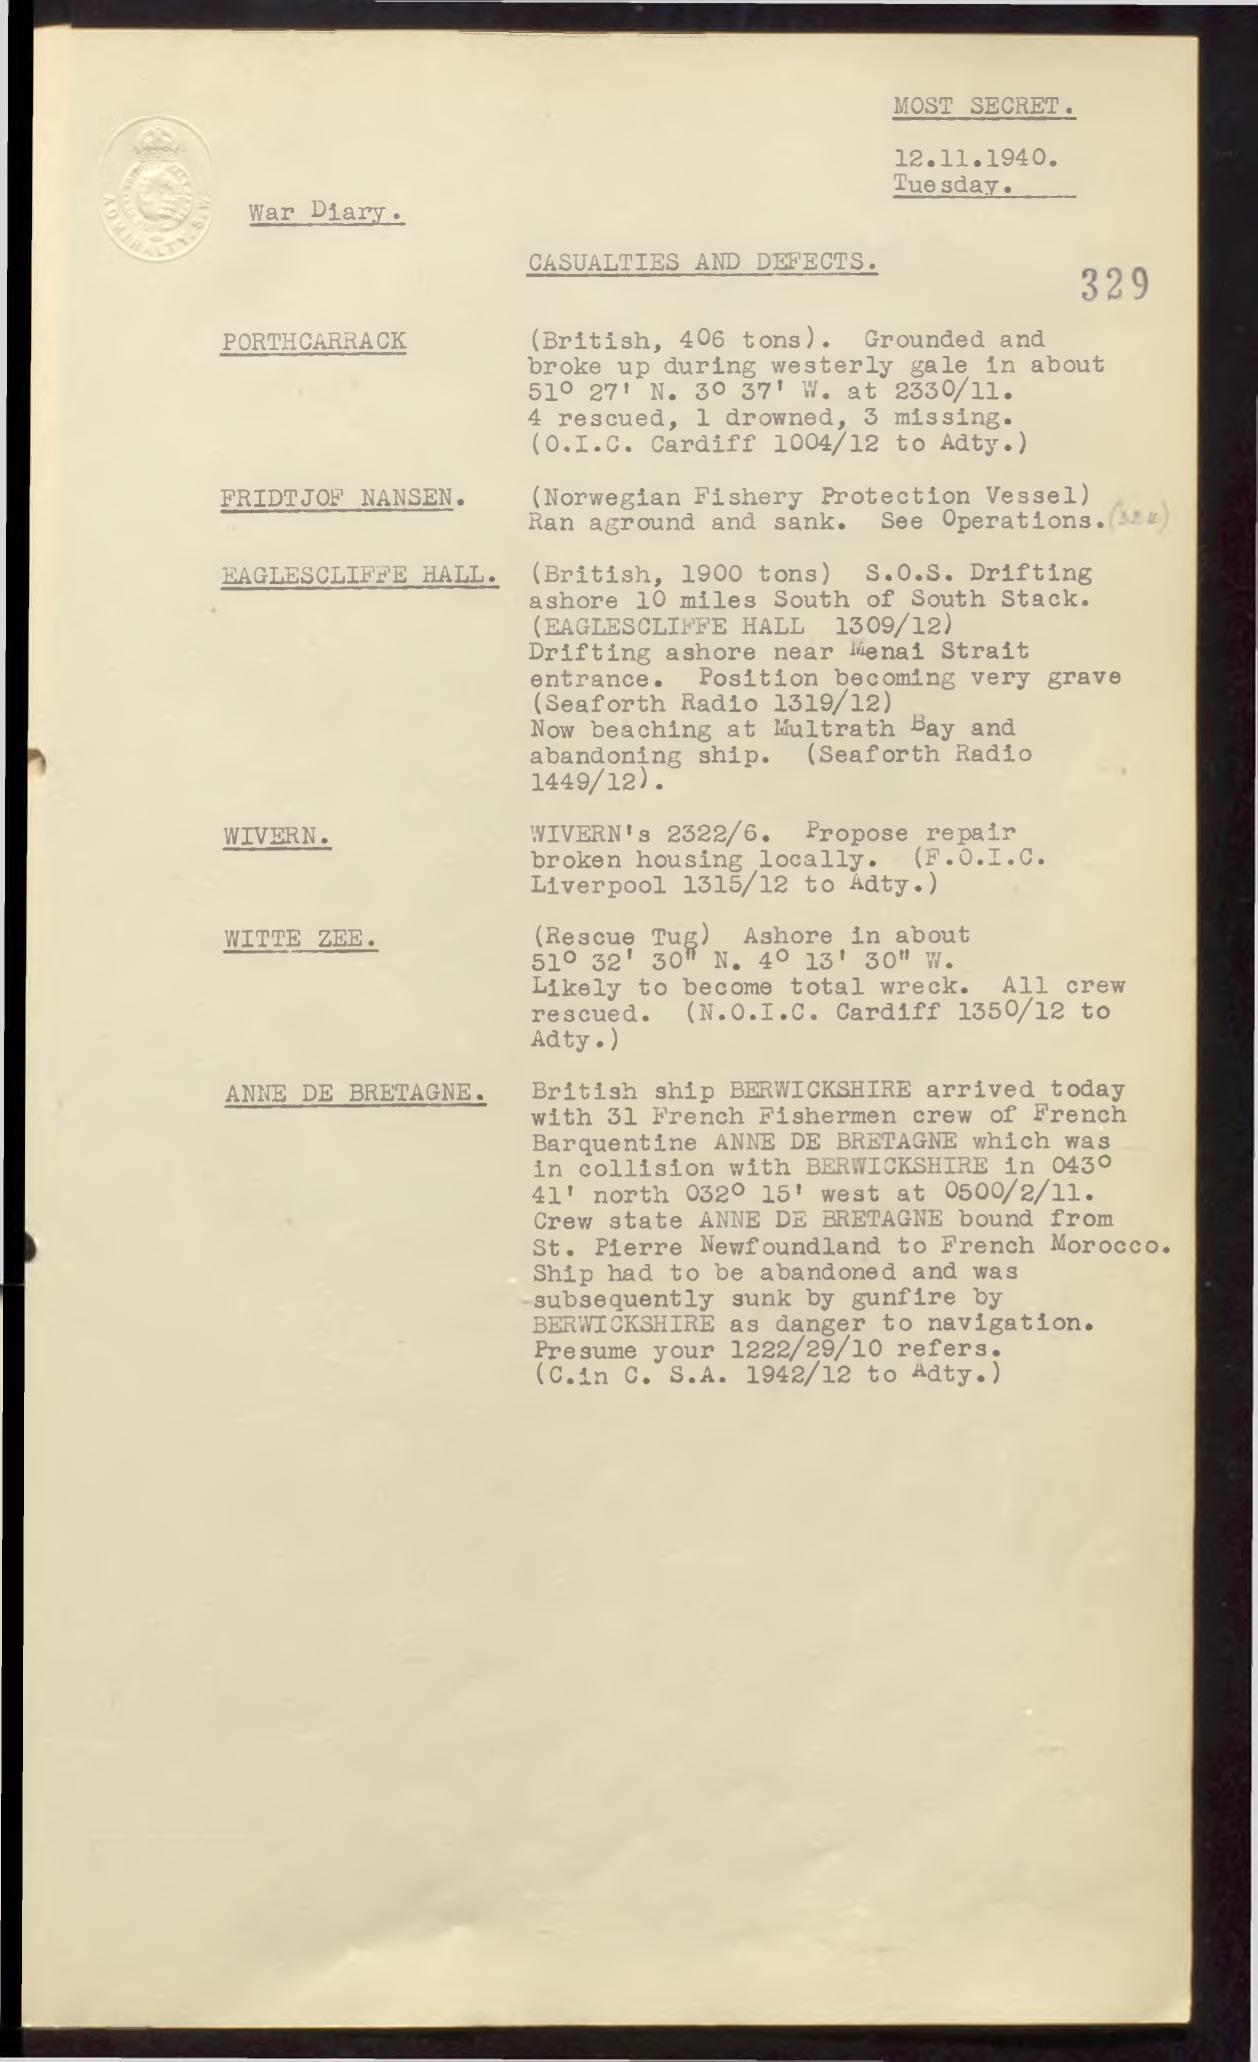 MOST SECRET.
12.11.1940.
Tuesday.
ADMIRALTY. S.W.
War Diary.
CASUALTIES AND DEFECTS.
329
PORTHCARRACK (British, 406 tons). Grounded and
broke up during westerly gale in about
51° 27' N. 3° 37' W. at 2330/11.
4 rescued, 1 drowned, 3 missing.
(O.I.C. Cardiff 1004/12 to Adty.)
FRIDTJOF NANSEN. (Norwegian Fishery Protection Vessel)
Ran aground and sank. See Operations.
EAGLESCLIFFE HALL. (British, 1900 tons) S.O.S. Drifting
ashore 10 miles South of South Stack.
(EAGLESCLIFFE HALL 1309/12)
Drifting ashore near Menai Strait
entrance. Position becoming very grave
(Seaforth Radio 1319/12)
Now beaching at Multrath Bay and
abandoning ship. (Seaforth Radio
1449/12).
WIVERN. WIVERN's 2322/6. Propose repair
broken housing locally. (F.O.I.C.
Liverpool 1315/12 to Adty.)
WITTE ZEE. (Rescue Tug) Ashore in about
51° 32' 30" N. 4° 13' 30" W.
Likely to become total wreck. All crew
rescued. (N.O.I.C. Cardiff 1350/12 to
Adty.)
ANNE DE BRETAGNE. British ship BERWICKSHIRE arrived today
with 31 French Fishermen crew of French
Barquentine ANNE DE BRETAGNE which was
in collision with BERWICKSHIRE in 043°
41' north 032° 15' west at 0500/2/11.
Crew state ANNE DE BRETAGNE bound from
St. Pierre Newfoundland to French Morocco.
Ship had to be abandoned and was
subsequently sunk by gunfire by
BERWICKSHIRE as danger to navigation.
Presume your 1222/29/10 refers.
(C.in C. S.A. 1942/12 to Adty.)